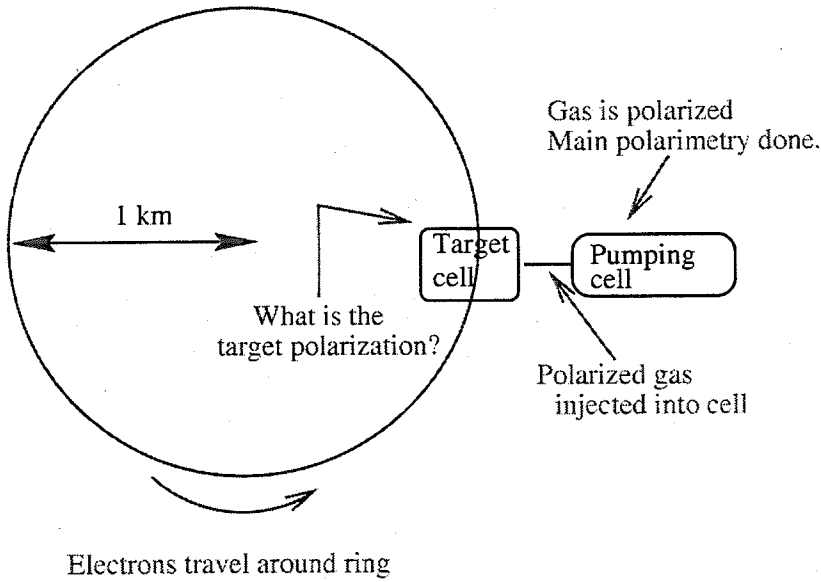 Gas is polarized
Main polarimetry done.
1 km
Target
cell
Pumping
cell
What is the
target polarization?
Polarized gas
injected into cell
Electrons travel around ring